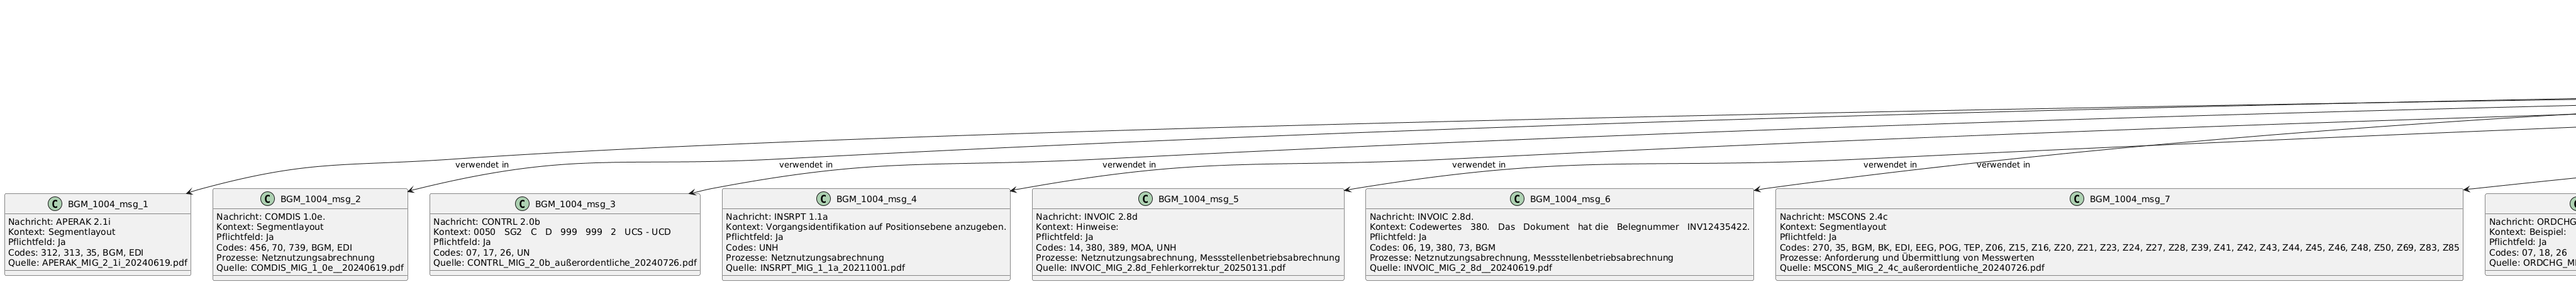 verwendet in
verwendet in
verwendet in
verwendet in
verwendet in
verwendet in
C BGM_1004_msg_1
Nachricht: APERAK 2.1i
Kontext: Segmentlayout
Pflichtfeld: Ja
Codes: 312, 313, 35, BGM, EDI
Quelle: APERAK_MIG_2_1i_20240619.pdf
C BGM_1004_msg_2
Nachricht: COMDIS 1.0e.
Kontext: Segmentlayout
Pflichtfeld: Ja
Codes: 456, 70, 739, BGM, EDI
Prozesse: Netznutzungsabrechnung
Quelle: COMDIS_MIG_1_0e__20240619.pdf
C BGM_1004_msg_3
Nachricht: CONTRL 2.0b
Kontext: 0050 SG2 C D 999 999 2 UCS - UCD
Pflichtfeld: Ja
Codes: 07, 17, 26, UN
Quelle: CONTRL_MIG_2_0b_außerordentliche_20240726.pdf
C BGM_1004_msg_4
Nachricht: INSRPT 1.1a
Kontext: Vorgangsidentifikation auf Positionsebene anzugeben.
Pflichtfeld: Ja
Codes: UNH
Prozesse: Netznutzungsabrechnung
Quelle: INSRPT_MIG_1_1a_20211001.pdf
C BGM_1004_msg_5
Nachricht: INVOIC 2.8d
Kontext: Hinweise:
Pflichtfeld: Ja
Codes: 14, 380, 389, MOA, UNH
Prozesse: Netznutzungsabrechnung, Messstellenbetriebsabrechnung
Quelle: INVOIC_MIG_2.8d_Fehlerkorrektur_20250131.pdf
C BGM_1004_msg_6
Nachricht: INVOIC 2.8d.
Kontext: Codewertes 380. Das Dokument hat die Belegnummer INV12435422.
Pflichtfeld: Ja
Codes: 06, 19, 380, 73, BGM
Prozesse: Netznutzungsabrechnung, Messstellenbetriebsabrechnung
Quelle: INVOIC_MIG_2_8d__20240619.pdf
C BGM_1004_msg_7
Nachricht: MSCONS 2.4c
Kontext: Segmentlayout
Pflichtfeld: Ja
Codes: 270, 35, BGM, BK, EDI, EEG, POG, TEP, Z06, Z15, Z16, Z20, Z21, Z23, Z24, Z27, Z28, Z39, Z41, Z42, Z43, Z44, Z45, Z46, Z48, Z50, Z69, Z83, Z85
Prozesse: Anforderung und Übermittlung von Messwerten
Quelle: MSCONS_MIG_2_4c_außerordentliche_20240726.pdf
Nachricht: ORDCHG
Kontext: Beispiel:
Pflichtfeld: Ja
Codes: 07, 18, 26
Quelle: ORDCHG_M